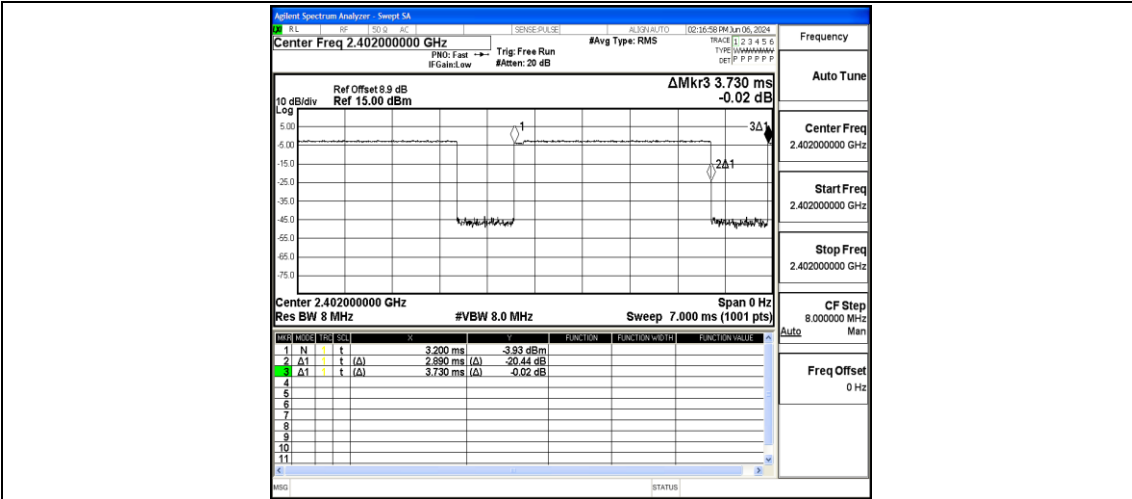 Agilent Spectrum Analyzer - Swept SA
RL RF 50 Ω AC SENSE:PULSE ALIGN AUTO 02:16:58 PM Jun 06, 2024
Center Freq 2.402000000 GHz #Avg Type: RMS TRACE 1 2 3 4 5 6
PNO: Fast Trig: Free Run TYPE WWWWWW
IFGain:Low #Atten: 20 dB DET P P P P P P
ΔMkr3 3.730 ms
-0.02 dB
Ref Offset 8.9 dB
10 dB/div Ref 15.00 dBm
Log
5.00
-5.00
-15.0
-25.0
-35.0
-45.0
-55.0
-65.0
-75.0
1
2Δ1
3Δ1
Center 2.402000000 GHz Span 0 Hz
Res BW 8 MHz #VBW 8.0 MHz Sweep 7.000 ms (1001 pts)
MKR MODE TRC SCL X Y FUNCTION FUNCTION WIDTH FUNCTION VALUE
1 N 1 t 3.200 ms -3.93 dBm
2 Δ1 1 t (Δ) 2.890 ms (Δ) -20.44 dB
3 Δ1 1 t (Δ) 3.730 ms (Δ) -0.02 dB
4
5
6
7
8
9
10
11
MSG STATUS
Frequency
Auto Tune
Center Freq
2.402000000 GHz
Start Freq
2.402000000 GHz
Stop Freq
2.402000000 GHz
CF Step
8.000000 MHz
Auto Man
Freq Offset
0 Hz